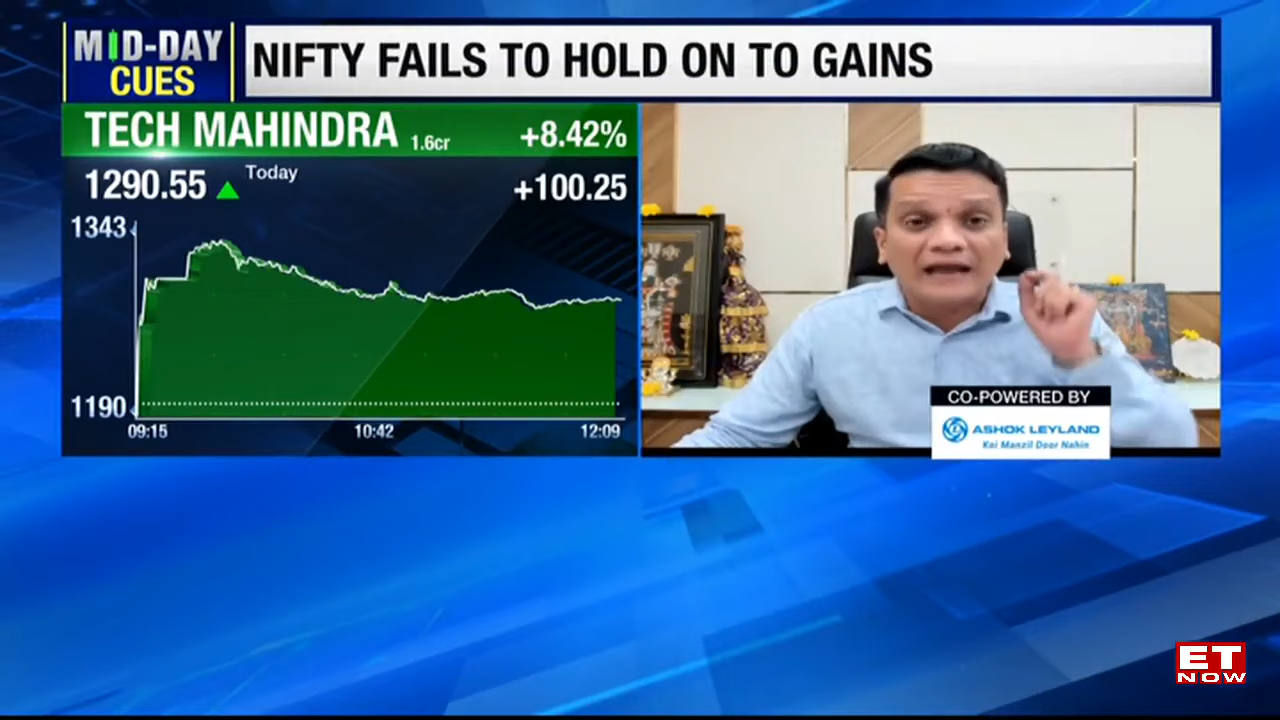 MID-DAY
CUES
NIFTY FAILS TO HOLD ON TO GAINS
TECH MAHINDRA 1.6cr +8.42%
1290.55 Today +100.25
1343
1190
09:15 10:42 12:09
CO-POWERED BY
ASHOK LEYLAND
Koi Manzil Door Nahin
ET
NOW